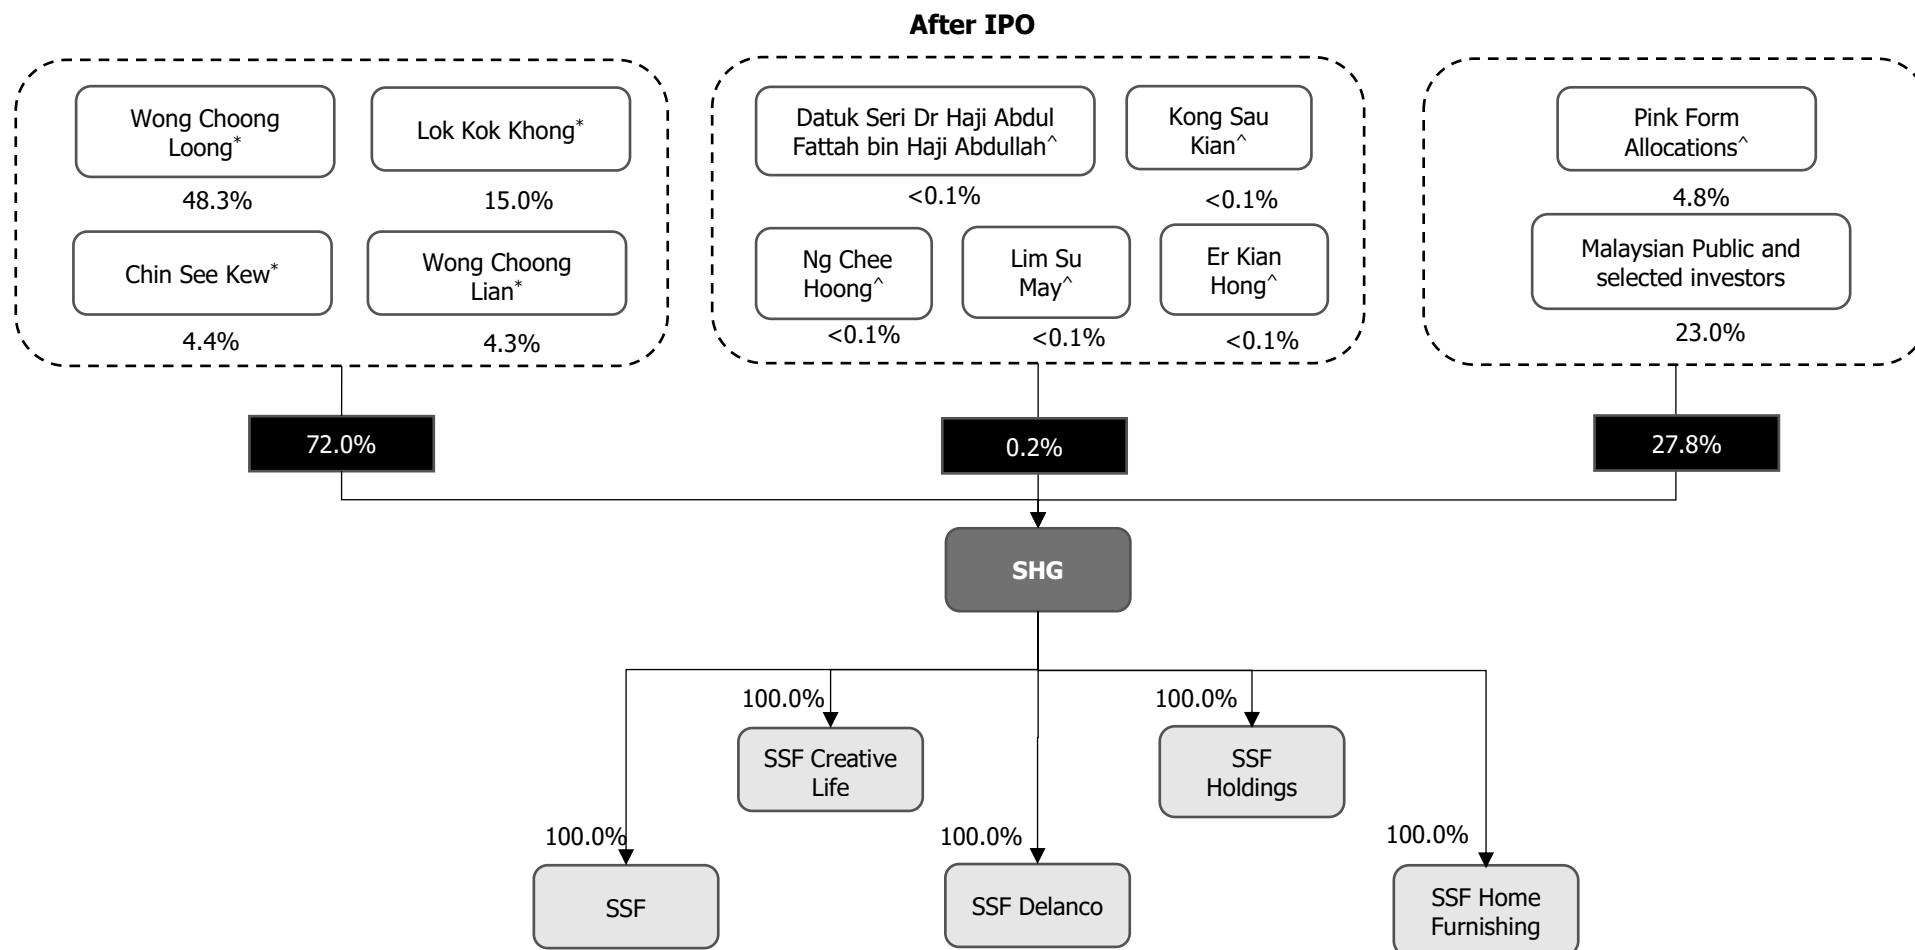 After IPO
Wong Choong
Loong*
48.3%
Lok Kok Khong*
15.0%
Chin See Kew*
4.4%
Wong Choong
Lian*
4.3%
Datuk Seri Dr Haji Abdul
Fattah bin Haji Abdullah^
<0.1%
Kong Sau
Kian^
<0.1%
Ng Chee
Hoong^
<0.1%
Lim Su
May^
<0.1%
Er Kian
Hong^
<0.1%
Pink Form
Allocations^
4.8%
Malaysian Public and
selected investors
23.0%
72.0%
0.2%
27.8%
SHG
100.0%
SSF Creative
Life
100.0%
SSF
Holdings
100.0%
SSF
100.0%
SSF Delanco
100.0%
SSF Home
Furnishing